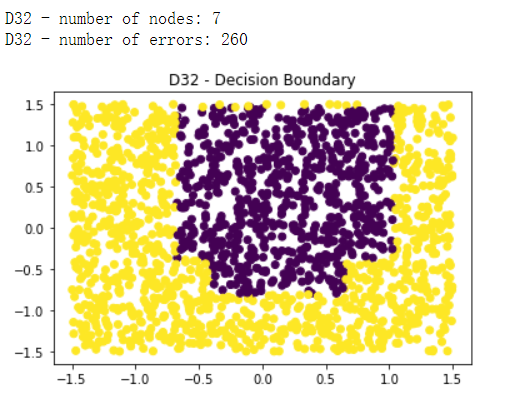 D32 - number of nodes: 7
D32 - number of errors: 260
D32 - Decision Boundary
1.5
1.0
0.5
0.0
−0.5
−1.0
−1.5
−1.5 −1.0 −0.5 0.0 0.5 1.0 1.5